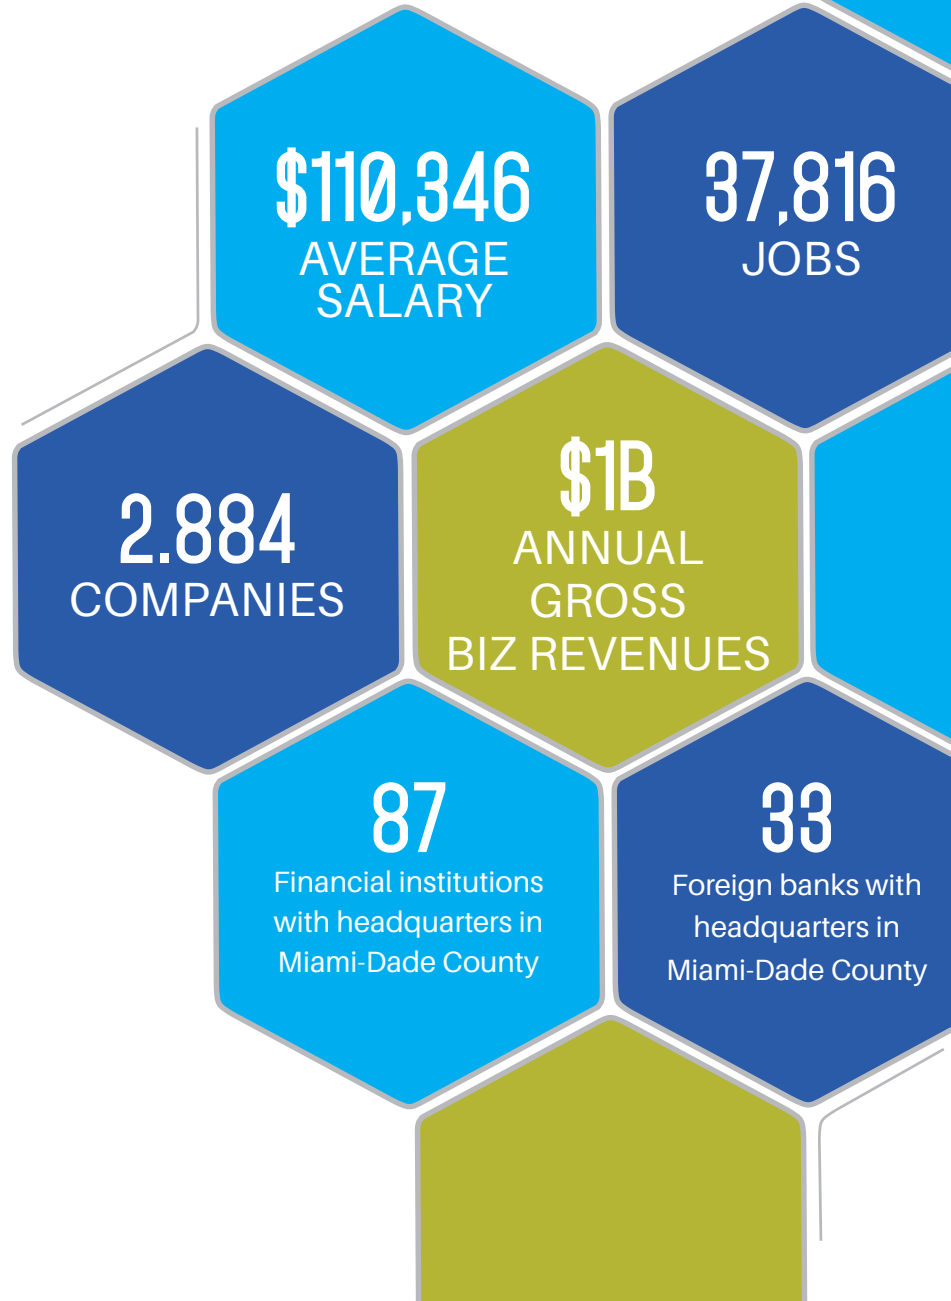 $110,346
AVERAGE
SALARY
37,816
JOBS
2.884
COMPANIES
$1B
ANNUAL
GROSS
BIZ REVENUES
87
Financial institutions
with headquarters in
Miami-Dade County
33
Foreign banks with
headquarters in
Miami-Dade County